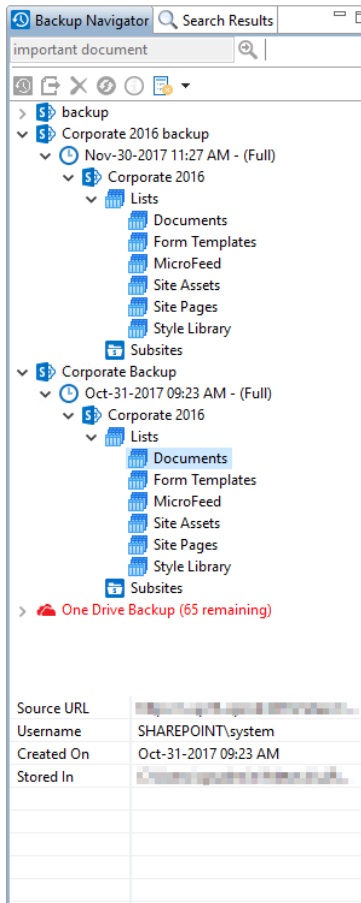 Backup Navigator Search Results
important document
backup
Corporate 2016 backup
Nov-30-2017 11:27 AM - (Full)
Corporate 2016
Lists
Documents
Form Templates
MicroFeed
Site Assets
Site Pages
Style Library
Subsites
Corporate Backup
Oct-31-2017 09:23 AM - (Full)
Corporate 2016
Lists
Documents
Form Templates
MicroFeed
Site Assets
Site Pages
Style Library
Subsites
One Drive Backup (65 remaining)
Source URL
Username SHAREPOINT\system
Created On Oct-31-2017 09:23 AM
Stored In